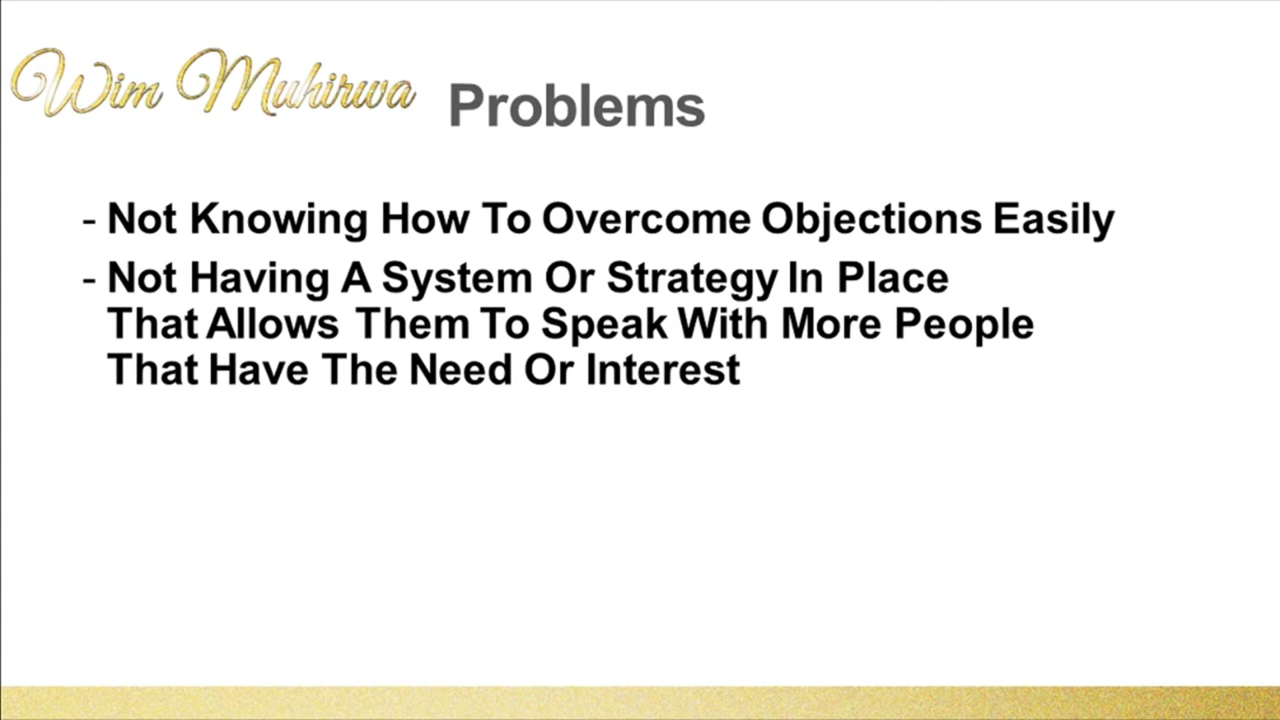 Wim Muhirwa
Problems
- Not Knowing How To Overcome Objections Easily
- Not Having A System Or Strategy In Place
That Allows Them To Speak With More People
That Have The Need Or Interest